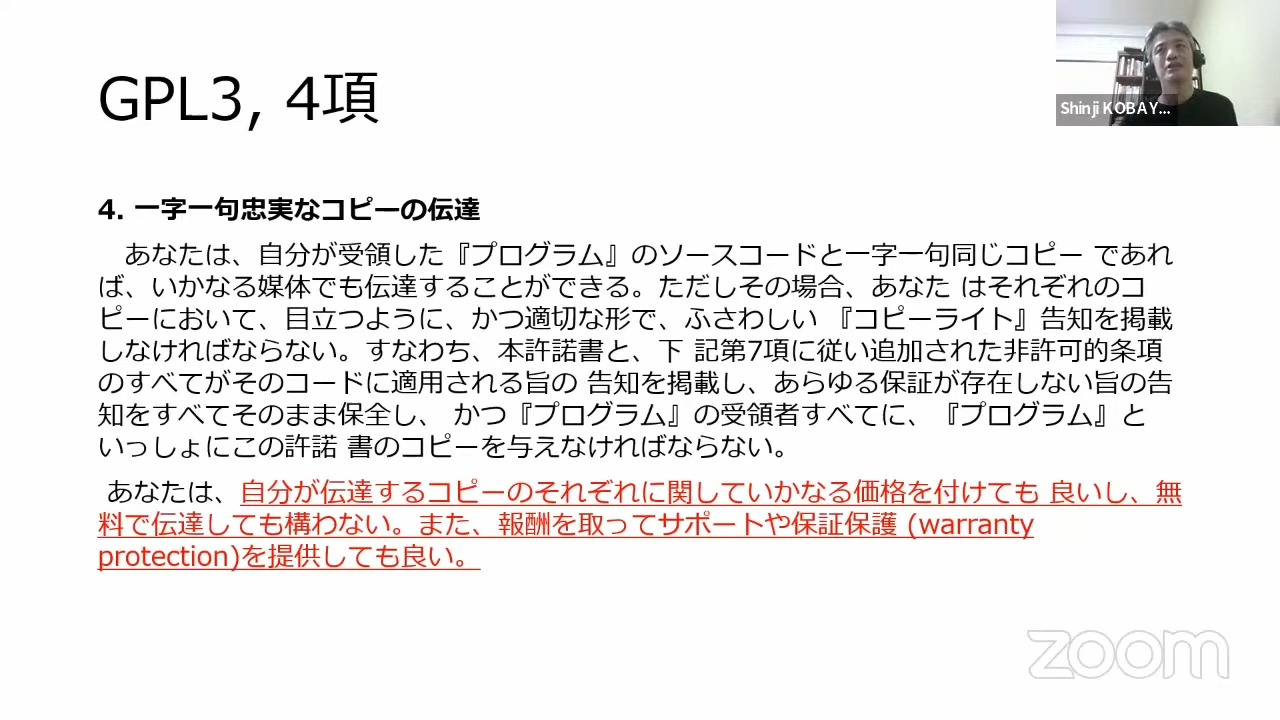 GPL3, 4項
Shinji KOBAY...
4. 一字一句忠実なコピーの伝達
あなたは、自分が受領した『プログラム』のソースコードと一字一句同じコピー であれ
ば、いかなる媒体でも伝達することができる。ただしその場合、あなた はそれぞれのコ
ピーにおいて、目立つように、かつ適切な形で、ふさわしい 『コピーライト』告知を掲載
しなければならない。すなわち、本許諾書と、下 記第7項に従い追加された非許可的条項
のすべてがそのコードに適用される旨の 告知を掲載し、あらゆる保証が存在しない旨の告
知をすべてそのまま保全し、 かつ『プログラム』の受領者すべてに、『プログラム』と
いっしょにこの許諾 書のコピーを与えなければならない。
あなたは、自分が伝達するコピーのそれぞれに関していかなる価格を付けても 良いし、無
料で伝達しても構わない。また、報酬を取ってサポートや保証保護 (warranty
protection)を提供しても良い。
zoom